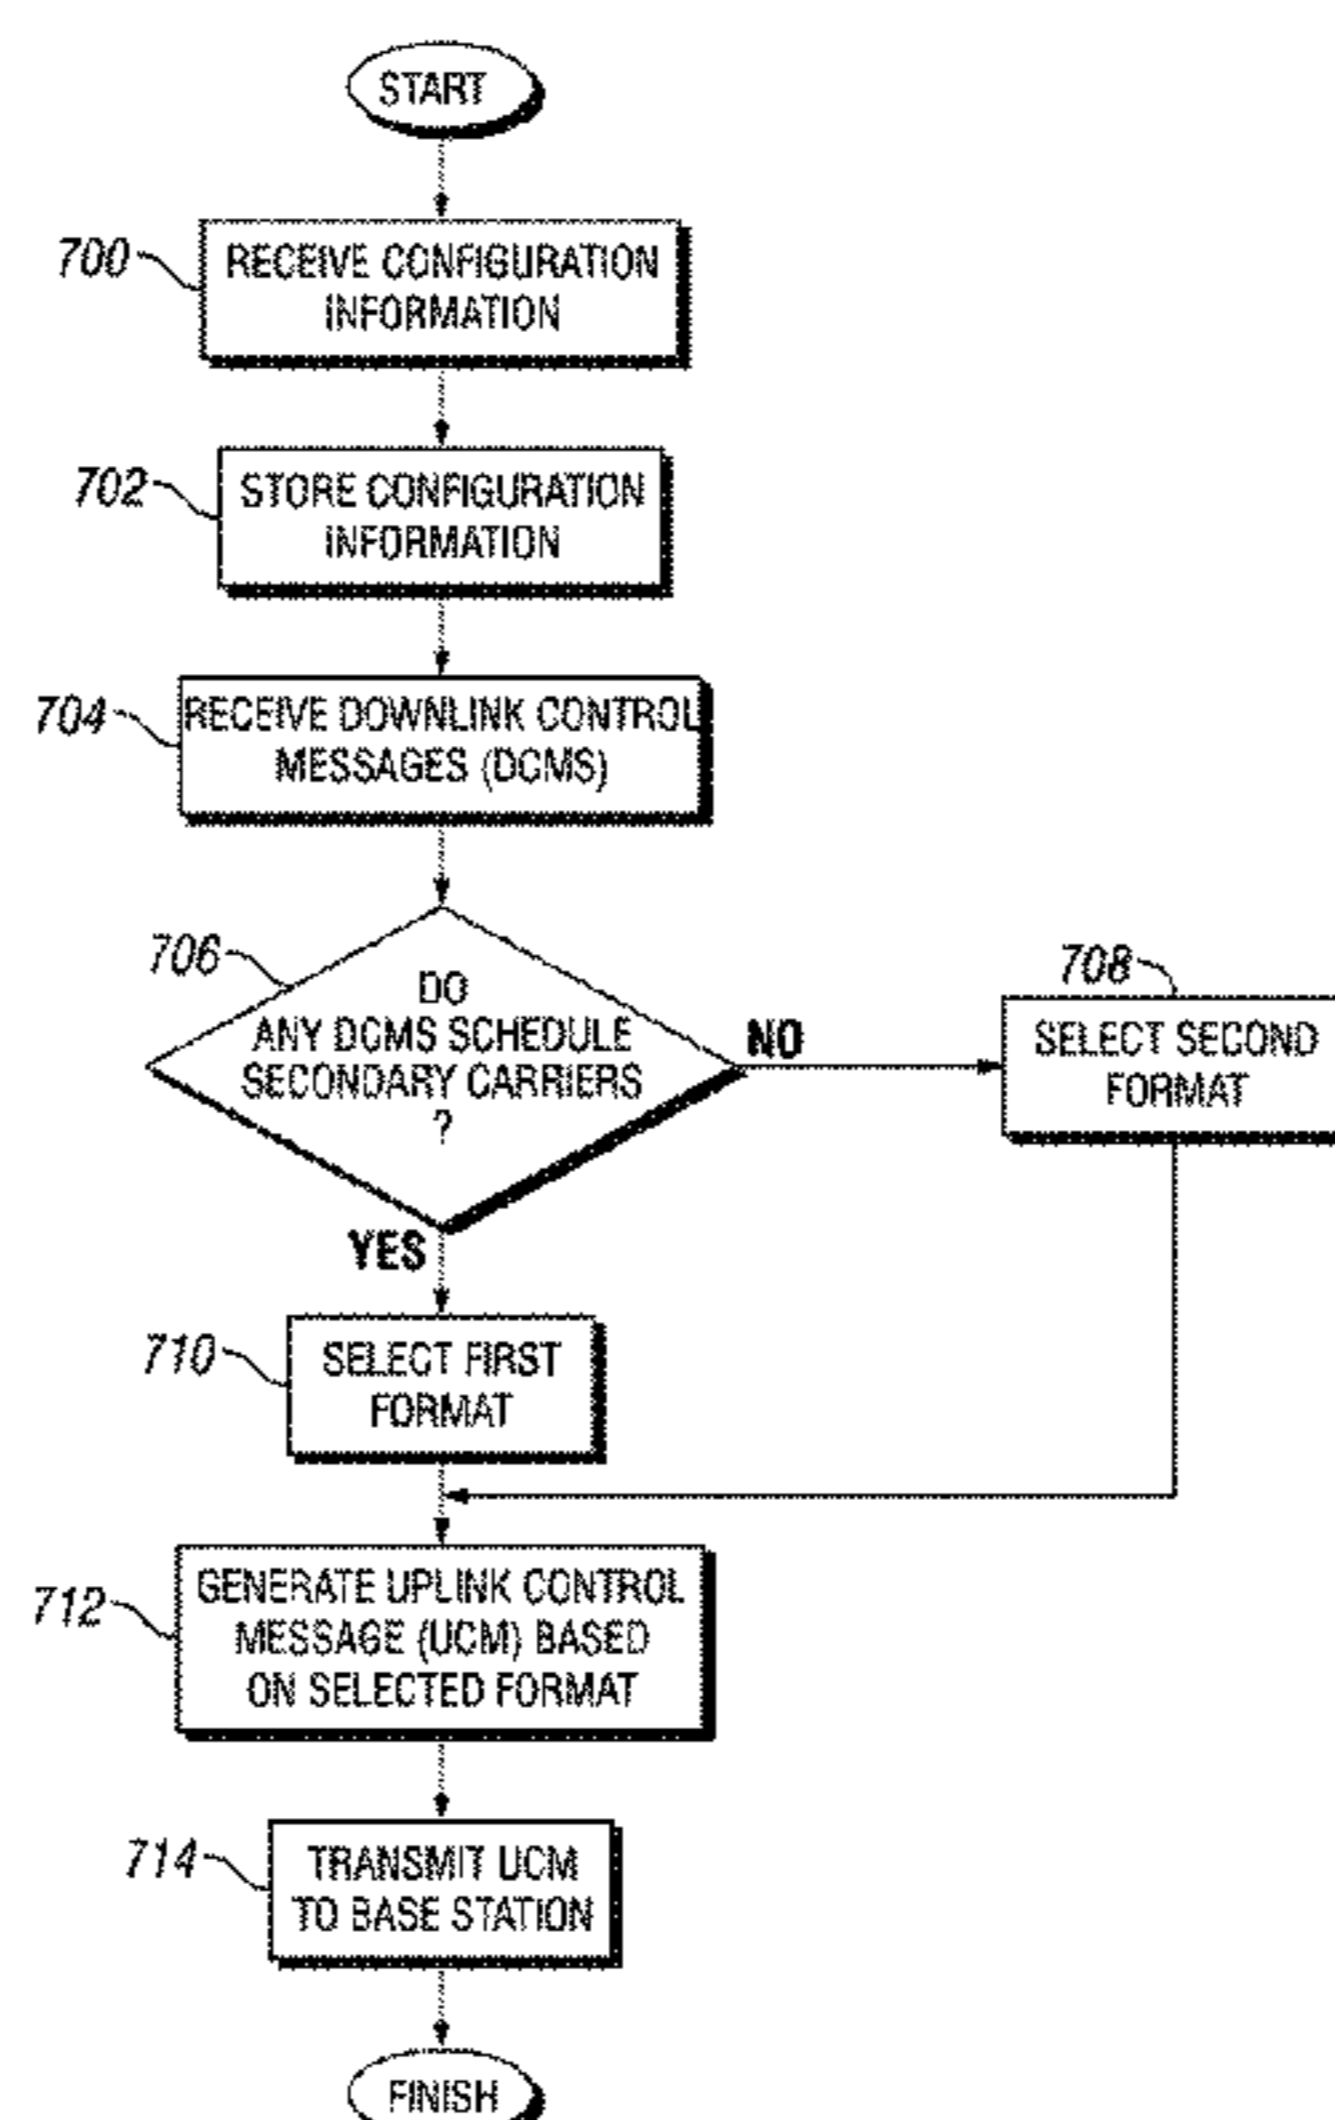 START
700
RECEIVE CONFIGURATION
INFORMATION
702
STORE CONFIGURATION
INFORMATION
704
RECEIVE DOWNLINK CONTROL
MESSAGES (DCMS)
706
DO
ANY DCMS SCHEDULE
SECONDARY CARRIERS
?
NO
708
SELECT SECOND
FORMAT
YES
710
SELECT FIRST
FORMAT
712
GENERATE UPLINK CONTROL
MESSAGE (UCM) BASED
ON SELECTED FORMAT
714
TRANSMIT UCM
TO BASE STATION
FINISH